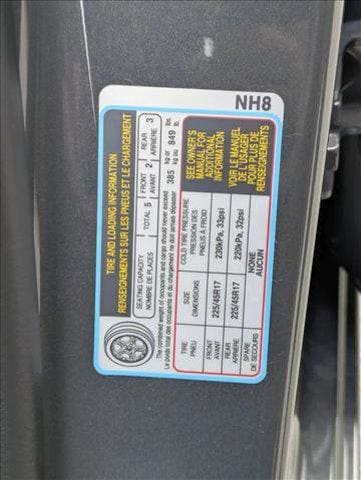 NH8
TIRE AND LOADING INFORMATION
RENSEIGNEMENTS SUR LES PNEUS ET LE CHARGEMENT
SEATING CAPACITY
NOMBRE DE PLACES
TOTAL 5
FRONT
AVANT 2
REAR
ARRIÈRE 3
The combined weight of occupants and cargo should never exceed
Le poids total des occupants et du chargement ne doit jamais dépasser
385 kg or kg ou 849 lbs. lb.
TIRE
PNEU
SIZE
DIMENSIONS
COLD TIRE PRESSURE
PRESSION DES
PNEUS À FROID
FRONT
AVANT
225/45R17
230kPa, 33psi
REAR
ARRIÈRE
225/45R17
220kPa, 32psi
SPARE
DE SECOURS
NONE
AUCUN
SEE OWNER'S
MANUAL FOR
ADDITIONAL
INFORMATION
VOIR LE MANUEL
DE L'USAGER
POUR PLUS DE
RENSEIGNEMENTS